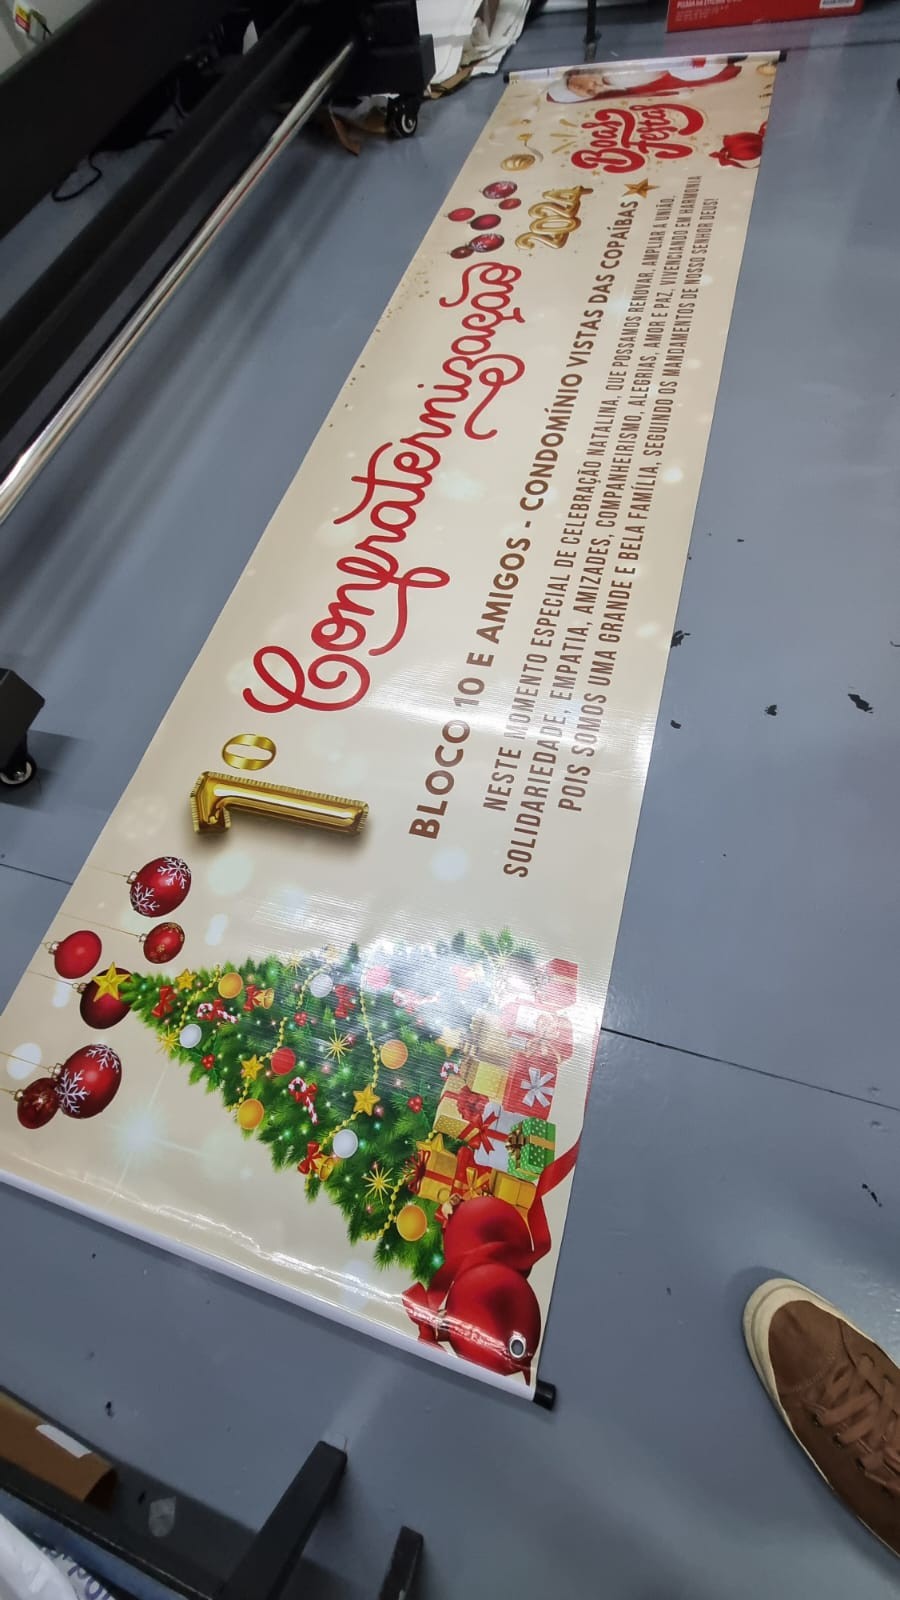 1º Confraternização 2024
BLOCO 10 E AMIGOS - CONDOMÍNIO VISTAS DAS COPAÍBAS
NESTE MOMENTO ESPECIAL DE CELEBRAÇÃO NATALINA, QUE POSSAMOS RENOVAR, AMPLIAR A UNIÃO,
SOLIDARIEDADE, EMPATIA, AMIZADES, COMPANHEIRISMO, ALEGRIAS, AMOR E PAZ, VIVENCIANDO EM HARMONIA
POIS SOMOS UMA GRANDE E BELA FAMÍLIA, SEGUINDO OS MANDAMENTOS DE NOSSO SENHOR DEUS!
Boas
Festas